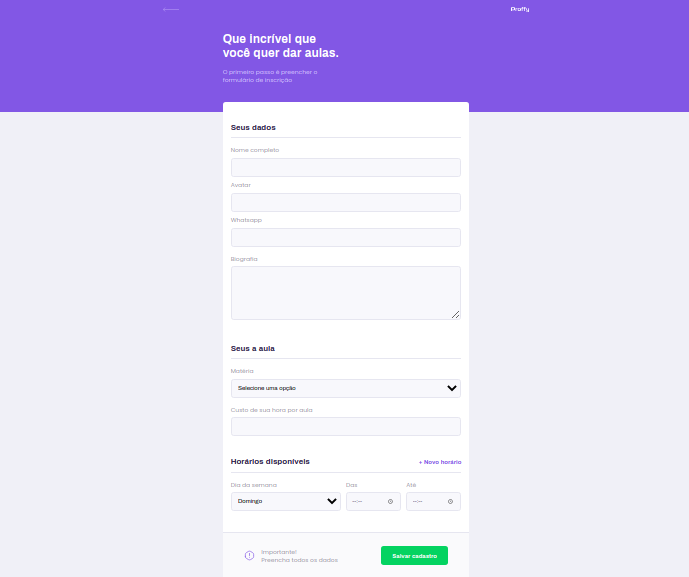 Proffy
Que incrível que
você quer dar aulas.
O primeiro passo é preencher o
formulário de inscrição
Seus dados
Nome completo
Avatar
Whatsapp
Biografia
Seus a aula
Matéria
Selecione uma opção
Custo de sua hora por aula
Horários disponíveis
+ Novo horário
Dia da semana
Das
Até
Domingo
--:--
--:--
Importante!
Preencha todos os dados
Salvar cadastro